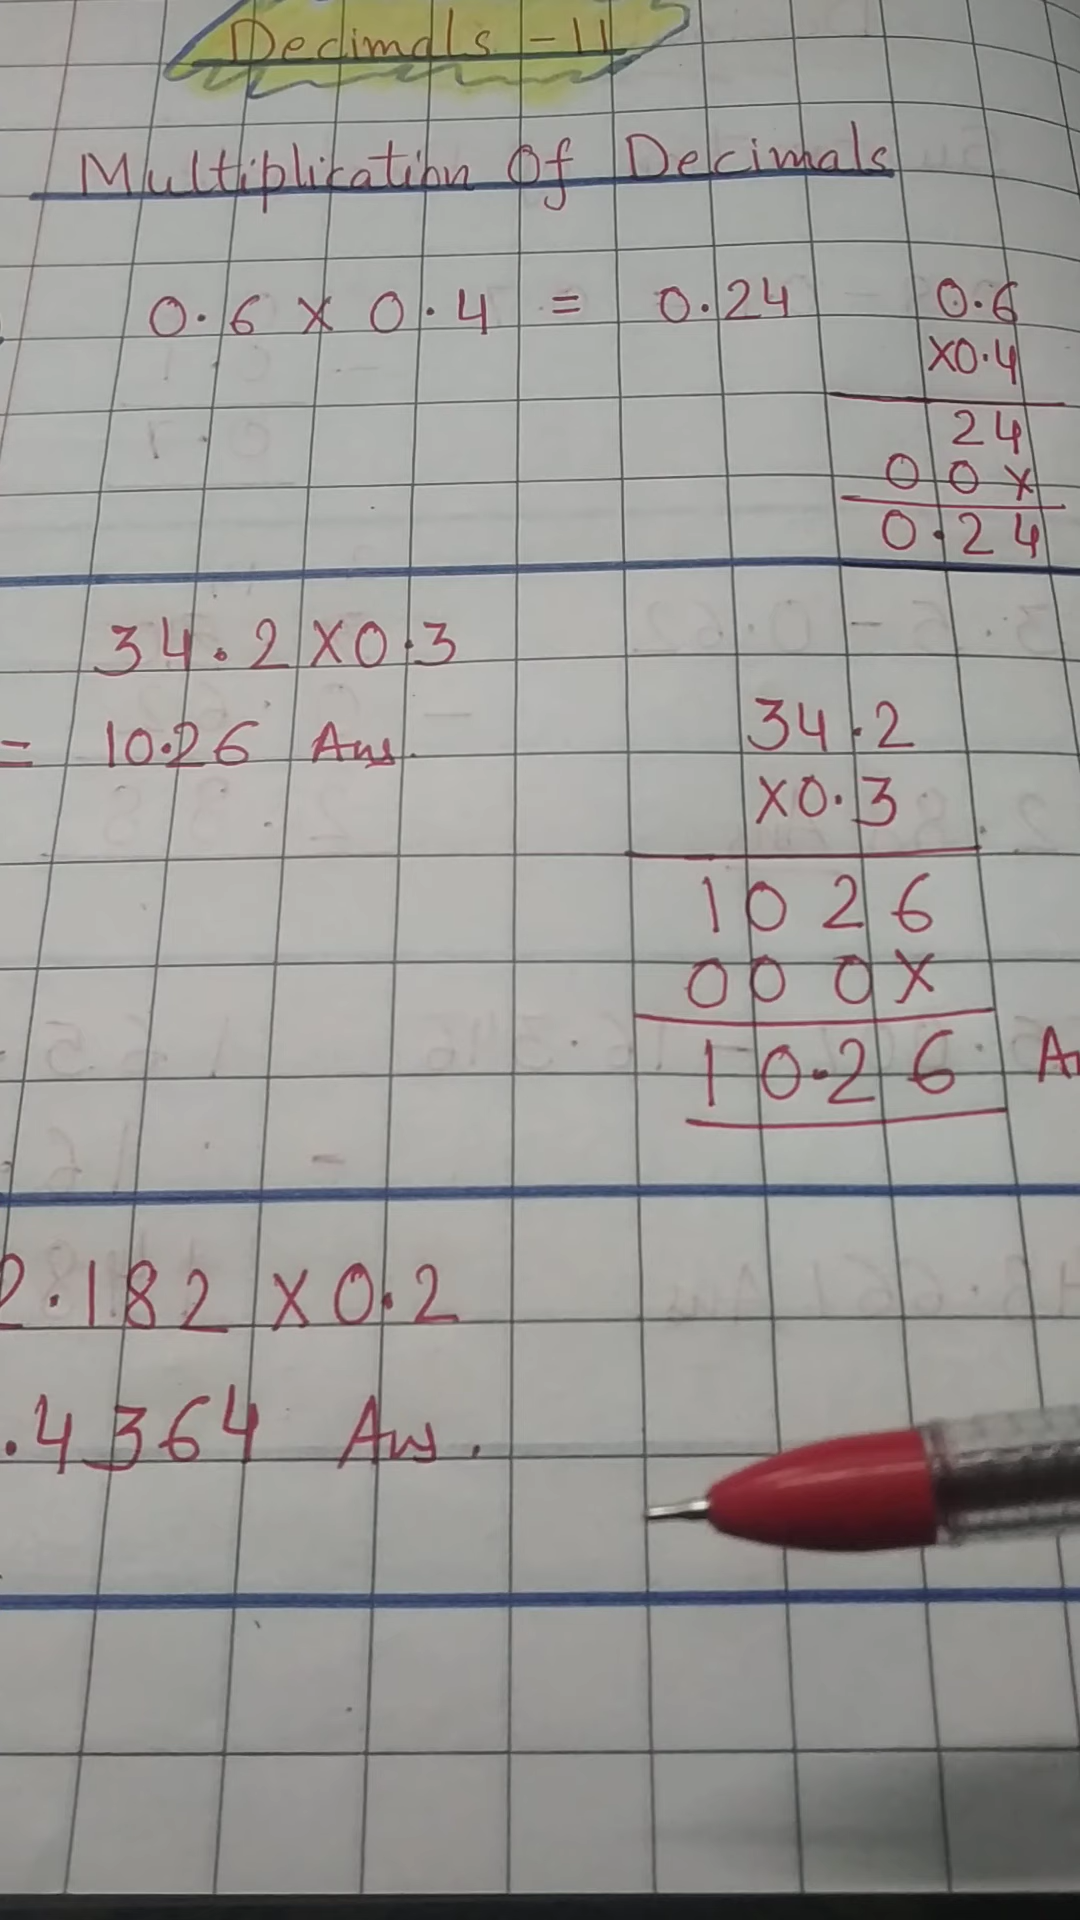 Decimals - II
Multiplication Of Decimals
0.6 x 0.4 = 0.24
0.6
x0.4
24
00x
0.24
34.2 x 0.3
= 10.26 Ans.
34.2
x0.3
1026
000x
10.26
2.182 x 0.2
.4364 Ans.